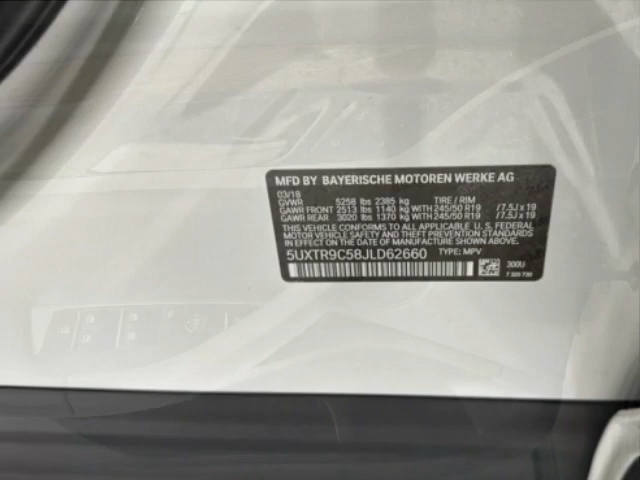 MFD BY BAYERISCHE MOTOREN WERKE AG
03/18
GVWR 5258 lbs 2385 kg TIRE / RIM
GAWR FRONT 2513 lbs 1140 kg WITH 245/50 R19 /7.5J x 19
GAWR REAR 3020 lbs 1370 kg WITH 245/50 R19 /7.5J x 19
THIS VEHICLE CONFORMS TO ALL APPLICABLE U. S. FEDERAL
MOTOR VEHICLE SAFETY, BUMPER, AND THEFT PREVENTION
STANDARDS IN EFFECT ON THE DATE OF MANUFACTURE SHOWN ABOVE.
5UXTR9C58JLD62660 TYPE: MPV
300U